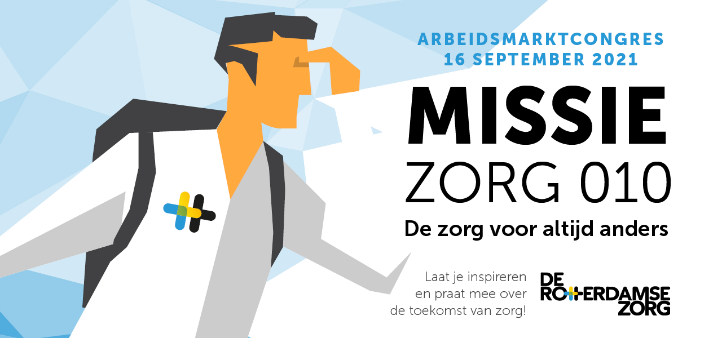 ARBEIDSMARKTCONGRES
16 SEPTEMBER 2021
MISSIE
ZORG 010
De zorg voor altijd anders
Laat je inspireren
en praat mee over
de toekomst van zorg!
DE
ROTTERDAMSE
ZORG